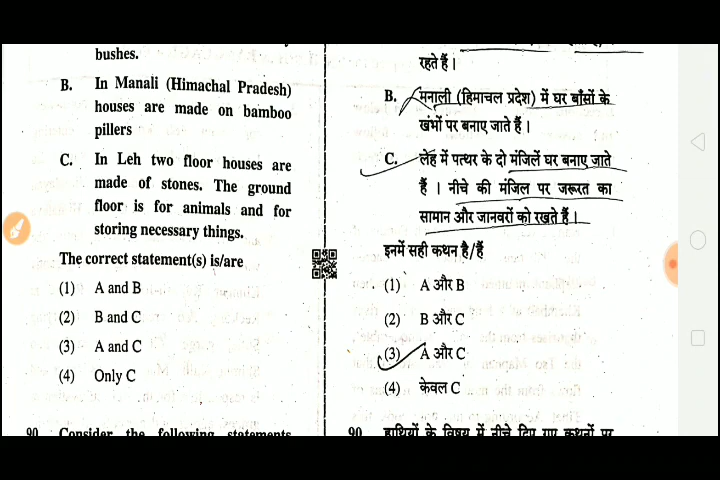 bushes.
B. In Manali (Himachal Pradesh)
houses are made on bamboo
pillers
C. In Leh two floor houses are
made of stones. The ground
floor is for animals and for
storing necessary things.
The correct statement(s) is/are
(1) A and B
(2) B and C
(3) A and C
(4) Only C
90. Consider the following statements
रहते हैं ।
B. मनाली (हिमाचल प्रदेश) में घर बाँसों के
खंभों पर बनाए जाते हैं ।
C. लेह में पत्थर के दो मंजिलें घर बनाए जाते
हैं । नीचे की मंजिल पर जरूरत का
सामान और जानवरों को रखते हैं ।
इनमें सही कथन है/हैं
(1) A और B
(2) B और C
(3) A और C
(4) केवल C
90. हाथियों के विषय में नीचे दिए गए कथनों पर